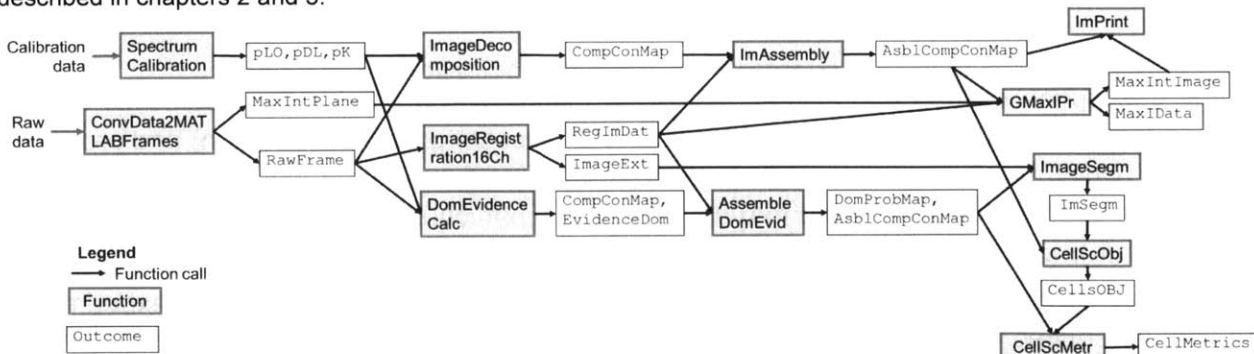 described in chapters 2 and 3.
Calibration
data
Spectrum
Calibration
pLO,pDL,pK
ImageDeco
mposition
CompConMap
ImAssembly
AsblCompConMap
ImPrint
MaxIntPlane
GMaxIPr
MaxIntImage
MaxIData
Raw
data
ConvData2MAT
LABFrames
RawFrame
ImageRegist
ration16Ch
RegImDat
ImageExt
ImageSegm
DomEvidence
Calc
CompConMap,
EvidenceDom
Assemble
DomEvid
DomProbMap,
AsblCompConMap
ImSegm
CellScObj
CellsOBJ
CellScMetr
CellMetrics
Legend
Function call
Function
Outcome